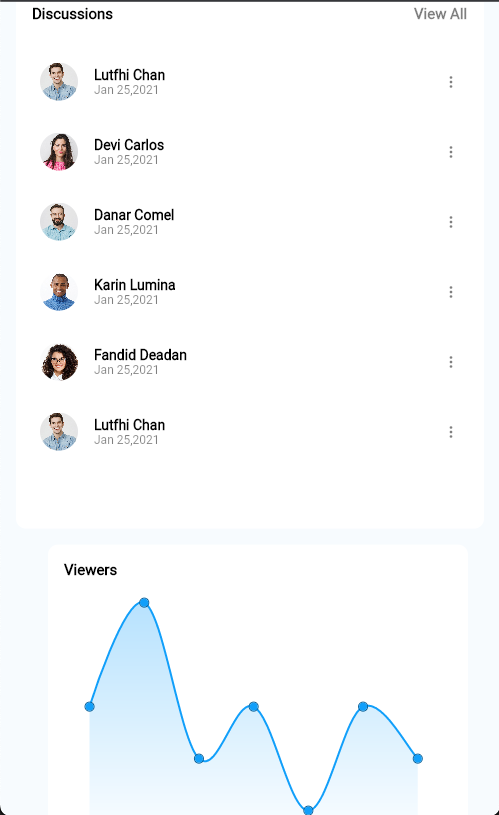 Discussions
View All
Lutfhi Chan
Jan 25,2021
Devi Carlos
Jan 25,2021
Danar Comel
Jan 25,2021
Karin Lumina
Jan 25,2021
Fandid Deadan
Jan 25,2021
Lutfhi Chan
Jan 25,2021
Viewers